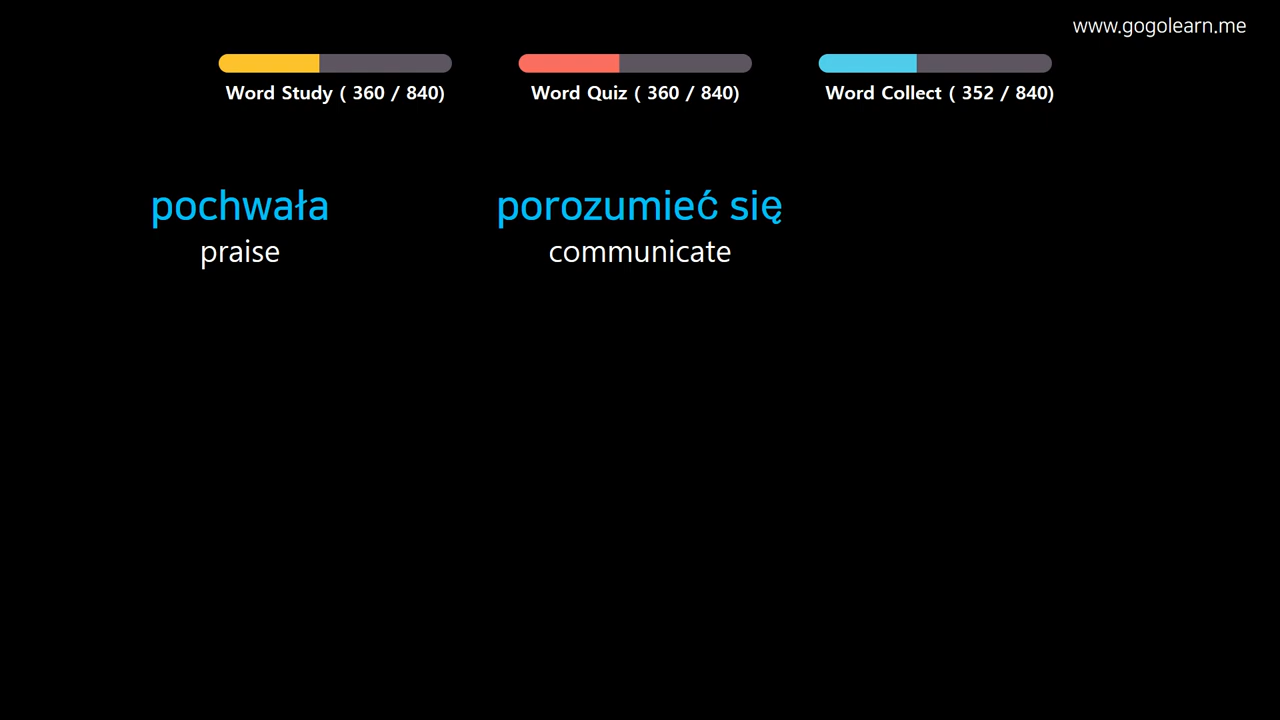 www.gogolearn.me
Word Study ( 360 / 840)
Word Quiz ( 360 / 840)
Word Collect ( 352 / 840)
pochwała
praise
porozumieć się
communicate